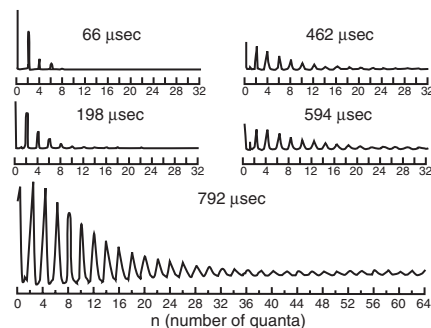 66 μsec
0 4 8 12 16 20 24 28 32
462 μsec
0 4 8 12 16 20 24 28 32
198 μsec
0 4 8 12 16 20 24 28 32
594 μsec
0 4 8 12 16 20 24 28 32
792 μsec
0 4 8 12 16 20 24 28 32 36 40 44 48 52 56 60 64
n (number of quanta)